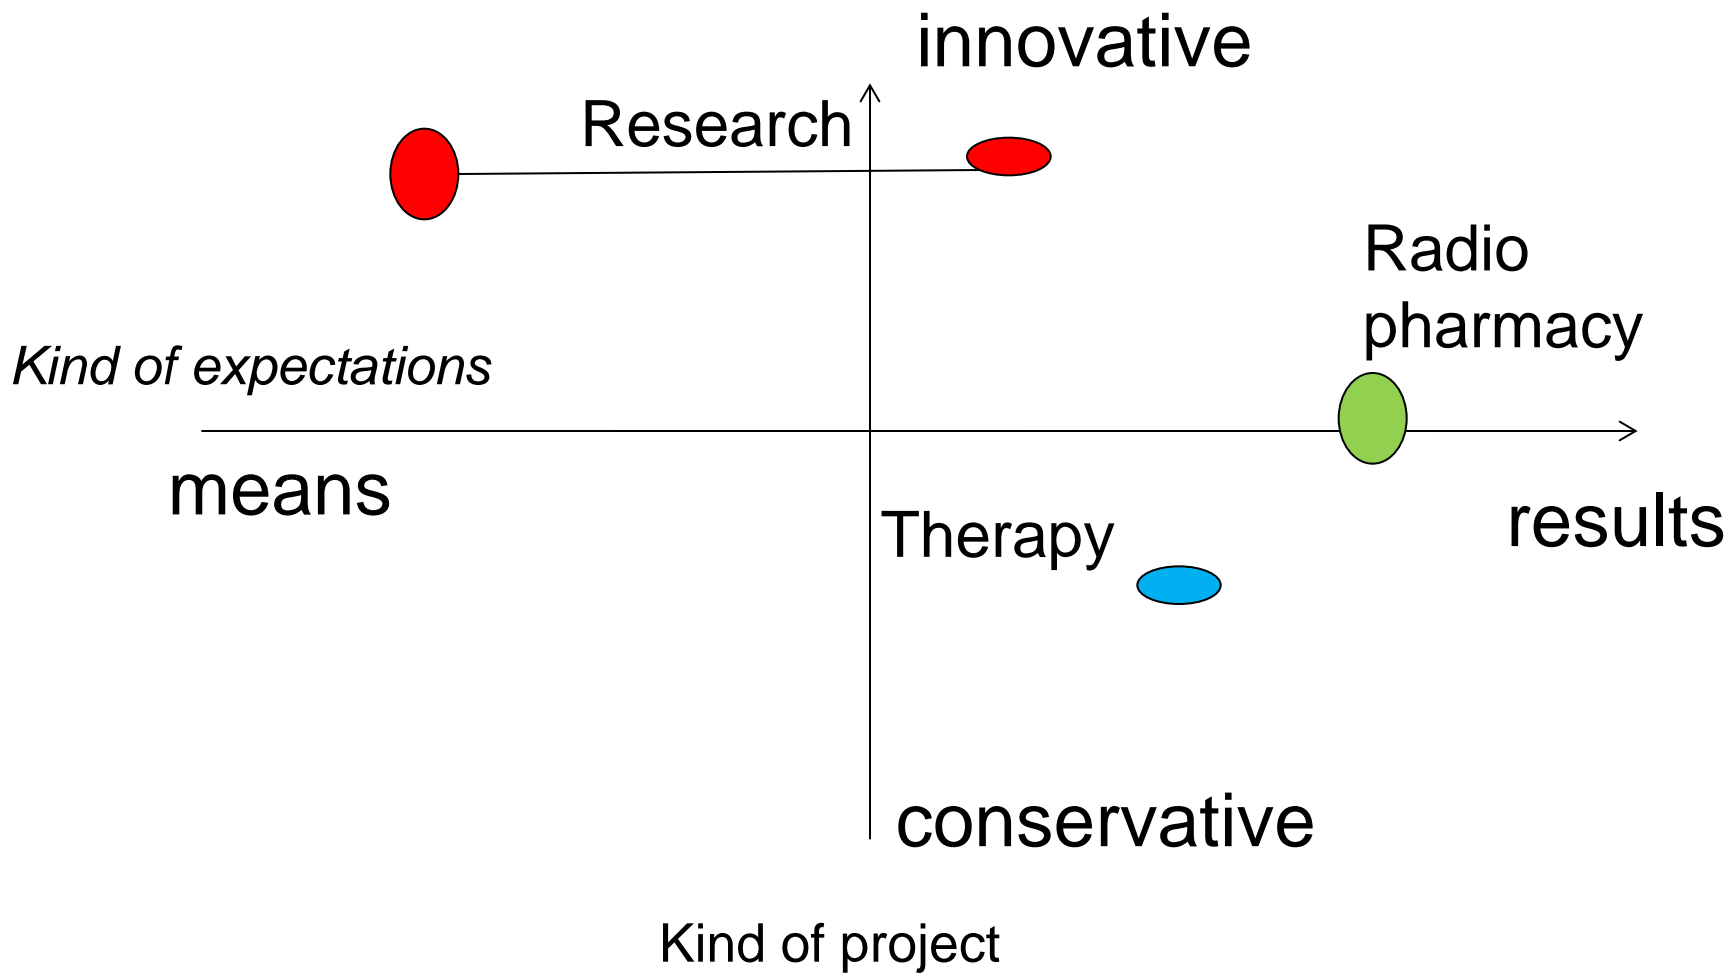 innovative
Research
Radio
pharmacy
Kind of expectations
means
results
Therapy
conservative
Kind of project